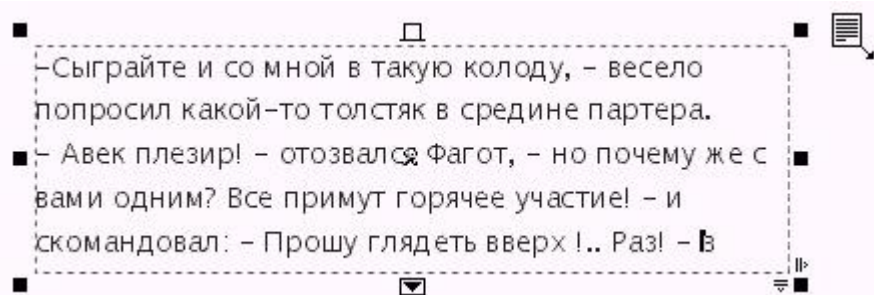 -Сыграйте и со мной в такую колоду, - весело
попросил какой-то толстяк в средине партера.
- Авек плезир! - отозвался Фагот, - но почему же с
вами одним? Все примут горячее участие! - и
скомандовал: - Прошу глядеть вверх !.. Раз! - в